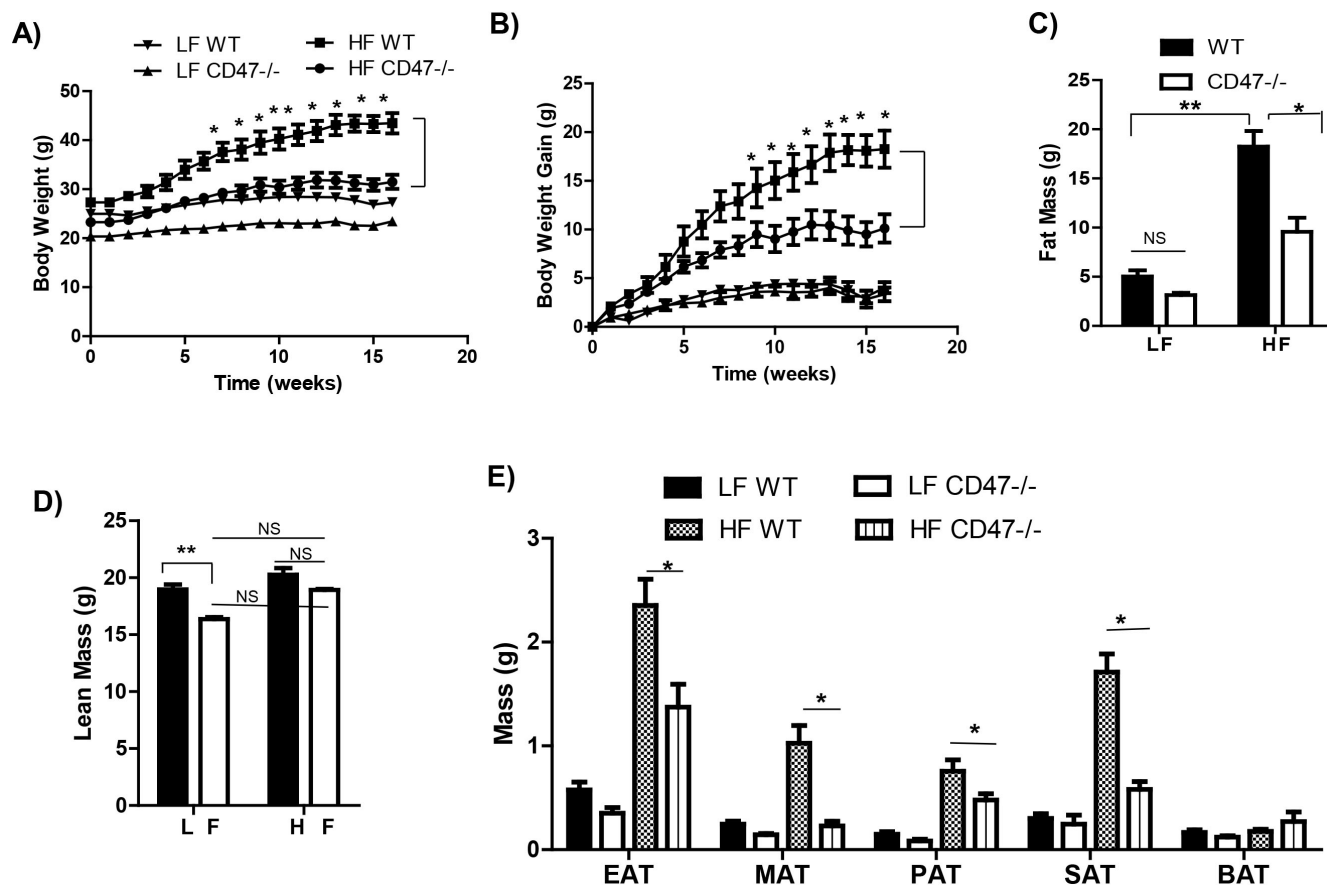 A)
LF WT
HF WT
LF CD47-/-
HF CD47-/-
Body Weight (g)
50
40
30
20
10
0
* * * * * * * * *
0 5 10 15 20
Time (weeks)
B)
Body Weight Gain (g)
25
20
15
10
5
0
* * * * * * * *
0 5 10 15 20
Time (weeks)
C)
WT
CD47-/-
Fat Mass (g)
25
20
15
10
5
0
** *
NS
LF HF
D)
Lean Mass (g)
25
20
15
10
5
0
NS
** NS
NS
L F H F
E)
LF WT
LF CD47-/-
HF WT
HF CD47-/-
Mass (g)
3
2
1
0
* * * *
EAT MAT PAT SAT BAT